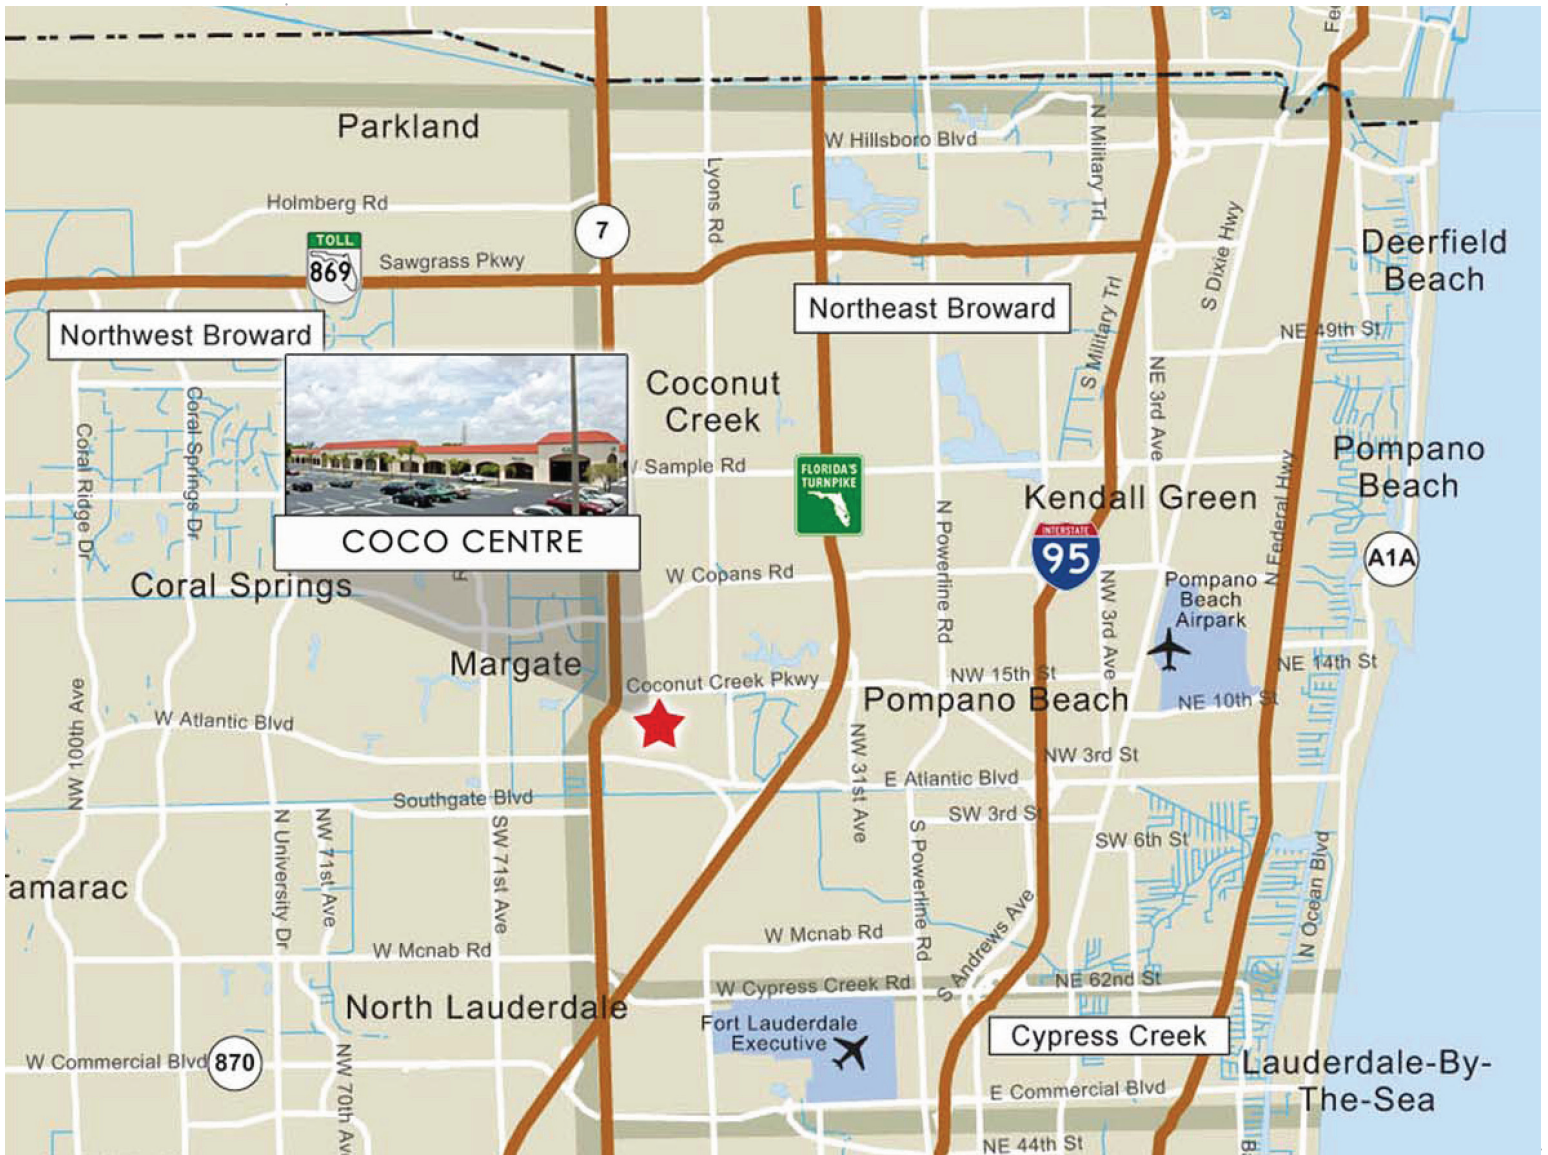 Fe
Parkland
W Hillsboro Blvd
N Military Trl
Lyons Rd
Holmberg Rd
7
TOLL
869
Sawgrass Pkwy
S Dixie Hwy
Deerfield
Beach
Northwest Broward
Northeast Broward
S Military Trl
NE 49th St
Coconut
Creek
NE 3rd Ave
Coral Ridge Dr
Coral Springs Dr
Sample Rd
FLORIDA'S
TURNPIKE
Kendall Green
N Federal Hwy
Pompano
Beach
COCO CENTRE
N Powerline Rd
INTERSTATE
95
A1A
Coral Springs
W Copans Rd
NW 3rd Ave
Pompano
Beach
Airpark
Margate
Coconut Creek Pkwy
NW 15th St
NE 14th St
Pompano Beach
NE 10th St
NW 100th Ave
W Atlantic Blvd
NW 31st Ave
NW 3rd St
E Atlantic Blvd
Southgate Blvd
SW 3rd St
SW 6th St
N University Dr
NW 71st Ave
SW 71st Ave
S Powerline Rd
N Ocean Blvd
amarac
W Mcnab Rd
W Mcnab Rd
S Andrews Ave
W Cypress Creek Rd
NE 62nd St
North Lauderdale
Fort Lauderdale
Executive
Cypress Creek
W Commercial Blvd
870
NW 70th Av
E Commercial Blvd
Lauderdale-By-
The-Sea
NE 44th St